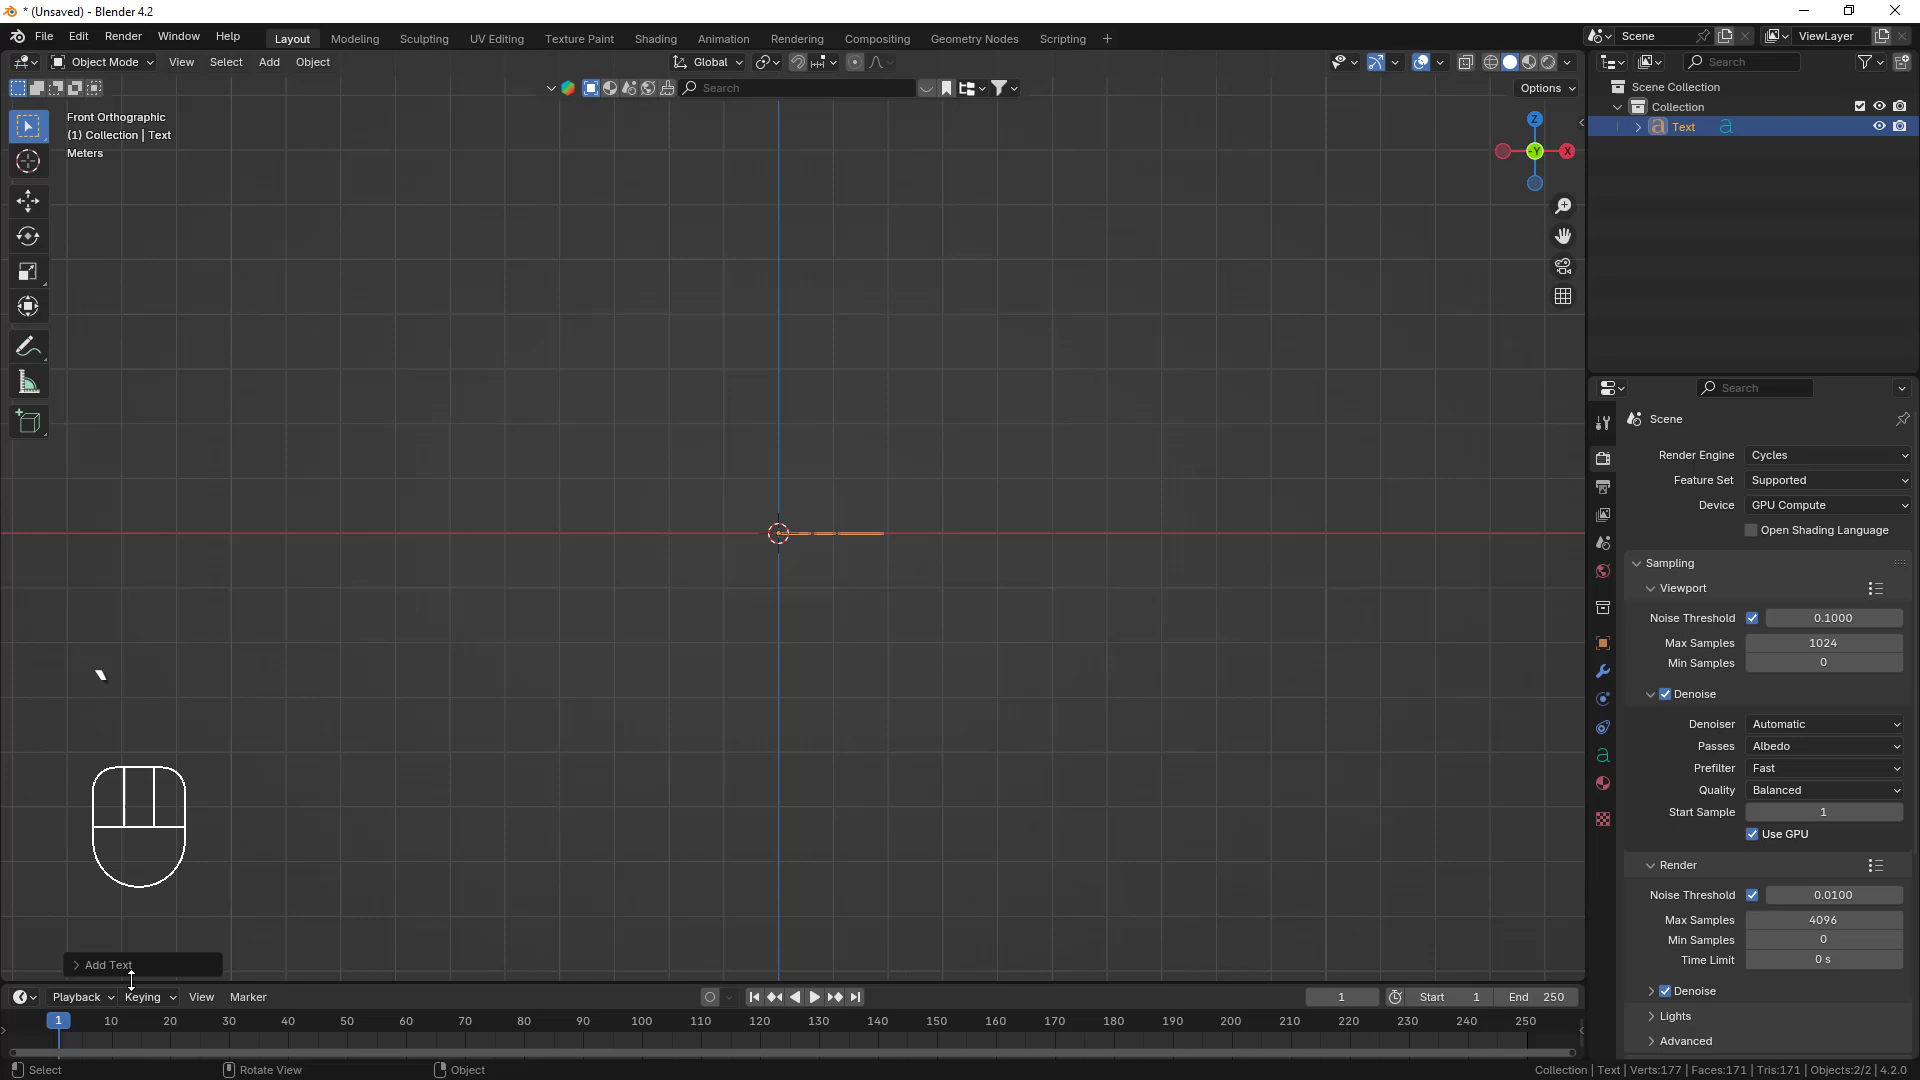 * (Unsaved) - Blender 4.2
File Edit Render Window Help
Layout Modeling Sculpting UV Editing Texture Paint Shading Animation Rendering Compositing Geometry Nodes Scripting +
Scene
ViewLayer
Object Mode View Select Add Object
Global
Search
Search
Options
Front Orthographic
(1) Collection | Text
Meters
Z
-Y
X
Scene Collection
Collection
Text
Search
Scene
Render Engine Cycles
Feature Set Supported
Device GPU Compute
Open Shading Language
Sampling
Viewport
Noise Threshold 0.1000
Max Samples 1024
Min Samples 0
Denoise
Denoiser Automatic
Passes Albedo
Prefilter Fast
Quality Balanced
Start Sample 1
Use GPU
Render
Noise Threshold 0.0100
Max Samples 4096
Min Samples 0
Time Limit 0 s
Denoise
Lights
Advanced
`
Add Text
Playback Keying View Marker
1
Start 1
End 250
1 10 20 30 40 50 60 70 80 90 100 110 120 130 140 150 160 170 180 190 200 210 220 230 240 250
Select
Rotate View
Object
Collection | Text | Verts:177 | Faces:171 | Tris:171 | Objects:2/2 | 4.2.0